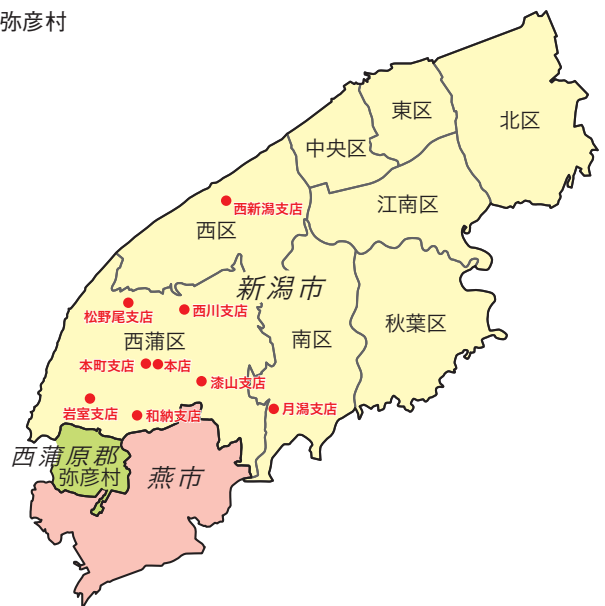 弥彦村
北区
東区
中央区
江南区
西新潟支店
西区
新潟市
松野尾支店
西川支店
秋葉区
西蒲区
南区
本町支店
本店
漆山支店
岩室支店
和納支店
月潟支店
西蒲原郡
弥彦村
燕市